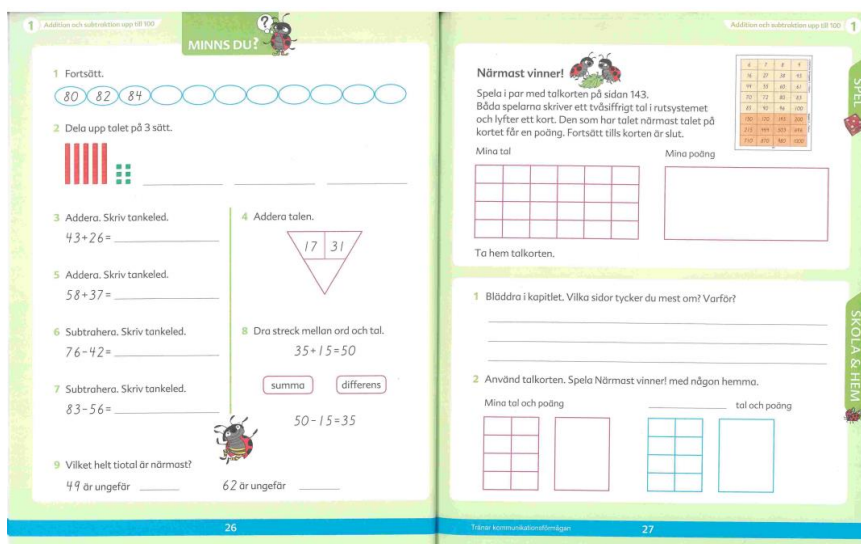 1 Addition och subtraktion upp till 100
MINNS DU?
?
1 Fortsätt.
80 82 84
2 Dela upp talet på 3 sätt.
3 Addera. Skriv tankeled.
43+26=
4 Addera talen.
17 31
5 Addera. Skriv tankeled.
58+37=
6 Subtrahera. Skriv tankeled.
76-42=
7 Subtrahera. Skriv tankeled.
83-56=
8 Dra streck mellan ord och tal.
35+15=50
summa differens
50-15=35
9 Vilket helt tiotal är närmast?
49 är ungefär 62 är ungefär
26
Addition och subtraktion upp till 100 1
SPEL
Närmast vinner!
Spela i par med talkorten på sidan 143.
Båda spelarna skriver ett tvåsiffrigt tal i rutsystemet
och lyfter ett kort. Den som har talet närmast talet på
kortet får en poäng. Fortsätt tills korten är slut.
Mina tal Mina poäng
Ta hem talkorten.
SKOLA & HEM
1 Bläddra i kapitlet. Vilka sidor tycker du mest om? Varför?
2 Använd talkorten. Spela Närmast vinner! med någon hemma.
Mina tal och poäng tal och poäng
Tränar kommunikationsförmågan 27